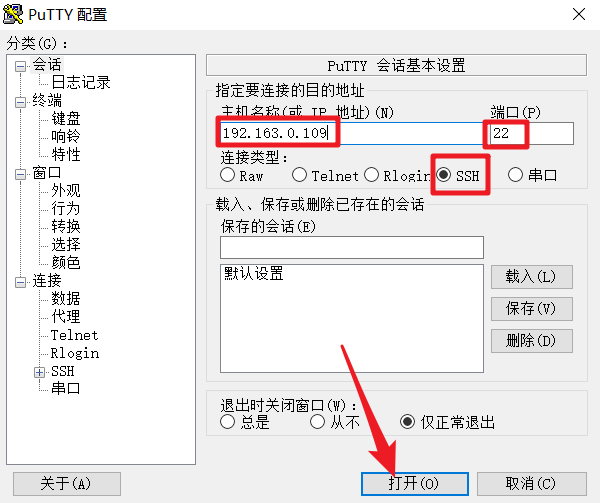 PuTTY 配置
分类(G)：
会话
日志记录
终端
键盘
响铃
特性
窗口
外观
行为
转换
选择
颜色
连接
数据
代理
Telnet
Rlogin
SSH
串口
PuTTY 会话基本设置
指定要连接的目的地址
主机名称(或 IP 地址)(N) 端口(P)
192.163.0.109 22
连接类型：
Raw Telnet Rlogin SSH 串口
载入、保存或删除已存在的会话
保存的会话(E)
默认设置
载入(L)
保存(V)
删除(D)
退出时关闭窗口(W)：
总是 从不 仅正常退出
关于(A) 打开(O) 取消(C)